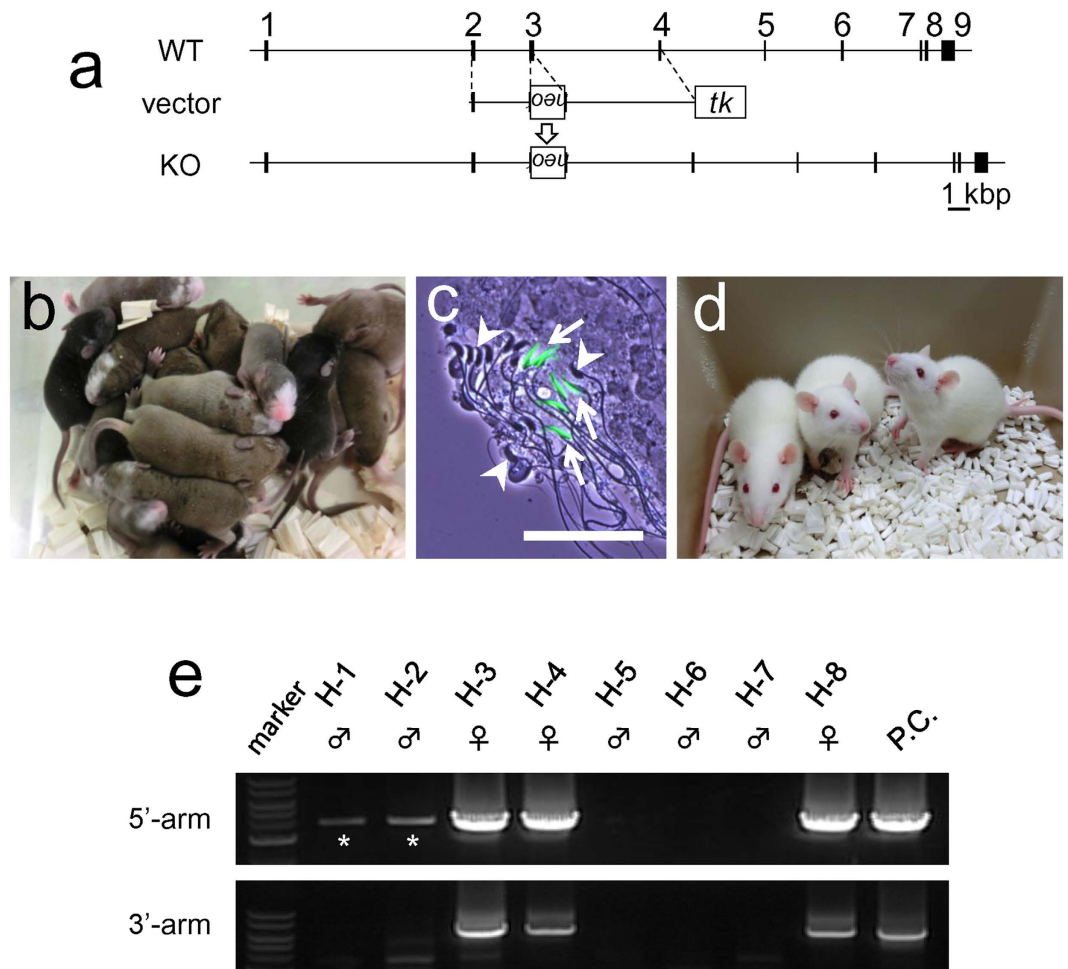 a
1 2 3 4 5 6 7 8 9
WT
vector
neo
tk
KO
neo
1 kbp
b
c
d
e
marker H-1 H-2 H-3 H-4 H-5 H-6 H-7 H-8 P.C.
♂ ♂ ♀ ♀ ♂ ♂ ♂ ♀
5’-arm
* *
3’-arm